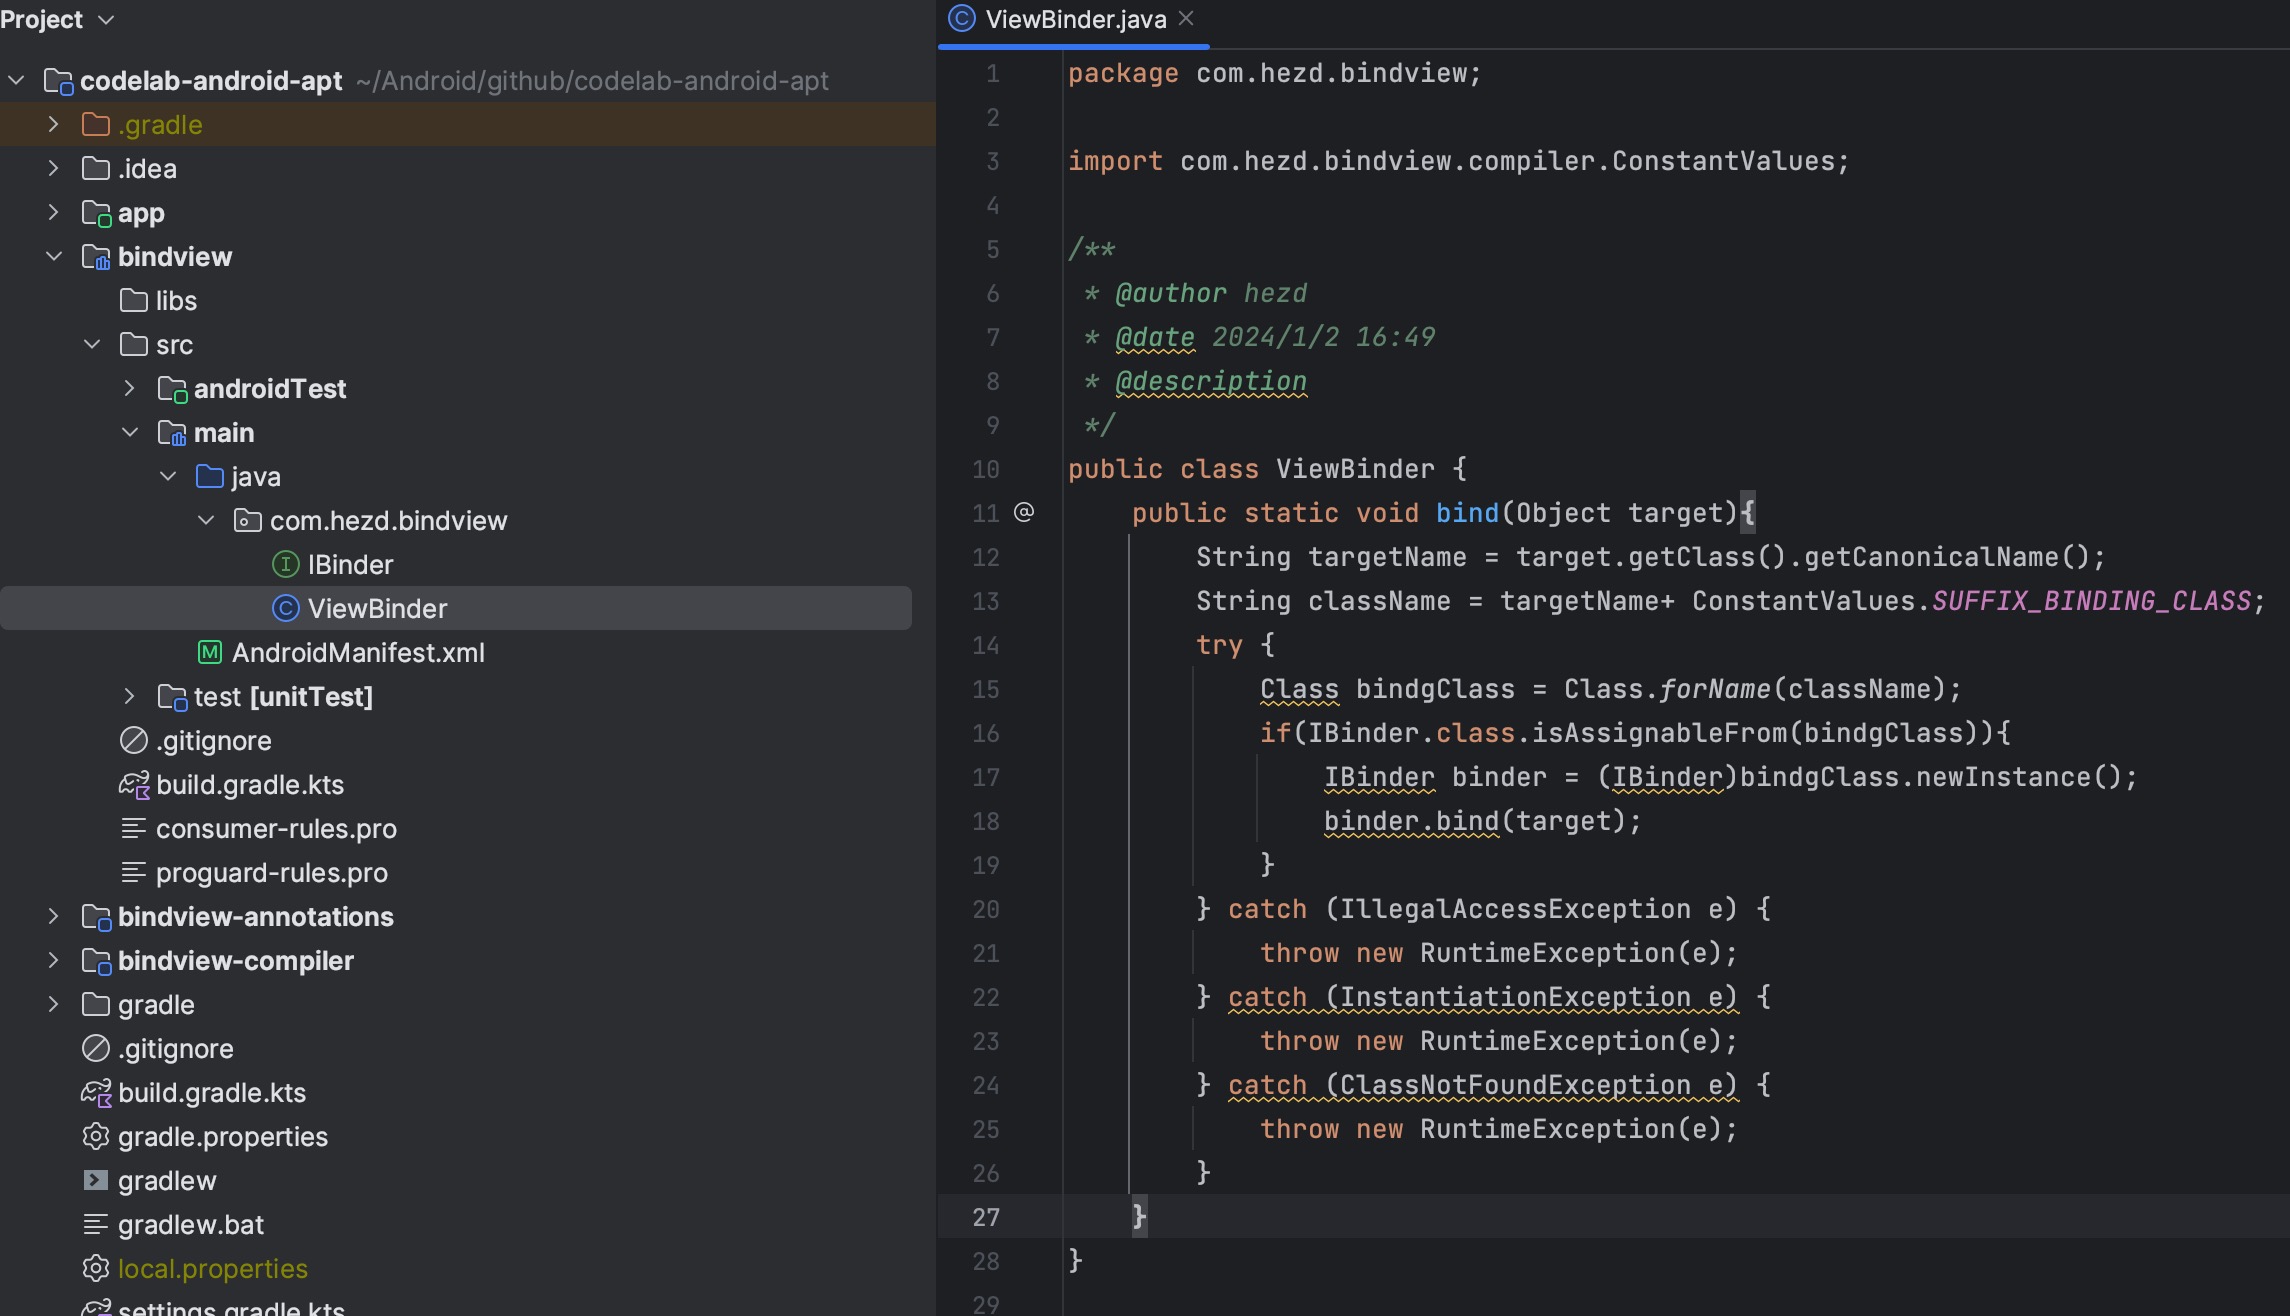 Project
codelab-android-apt ~/Android/github/codelab-android-apt
.gradle
.idea
app
bindview
libs
src
androidTest
main
java
com.hezd.bindview
IBinder
ViewBinder
AndroidManifest.xml
test [unitTest]
.gitignore
build.gradle.kts
consumer-rules.pro
proguard-rules.pro
bindview-annotations
bindview-compiler
gradle
.gitignore
build.gradle.kts
gradle.properties
gradlew
gradlew.bat
local.properties
settings.gradle.kts
ViewBinder.java
1 package com.hezd.bindview;
2
3 import com.hezd.bindview.compiler.ConstantValues;
4
5 /**
6 * @author hezd
7 * @date 2024/1/2 16:49
8 * @description
9 */
10 public class ViewBinder {
11 @ public static void bind(Object target){
12 String targetName = target.getClass().getCanonicalName();
13 String className = targetName+ ConstantValues.SUFFIX_BINDING_CLASS;
14 try {
15 Class bindgClass = Class.forName(className);
16 if(IBinder.class.isAssignableFrom(bindgClass)){
17 IBinder binder = (IBinder)bindgClass.newInstance();
18 binder.bind(target);
19 }
20 } catch (IllegalAccessException e) {
21 throw new RuntimeException(e);
22 } catch (InstantiationException e) {
23 throw new RuntimeException(e);
24 } catch (ClassNotFoundException e) {
25 throw new RuntimeException(e);
26 }
27 }
28 }
29